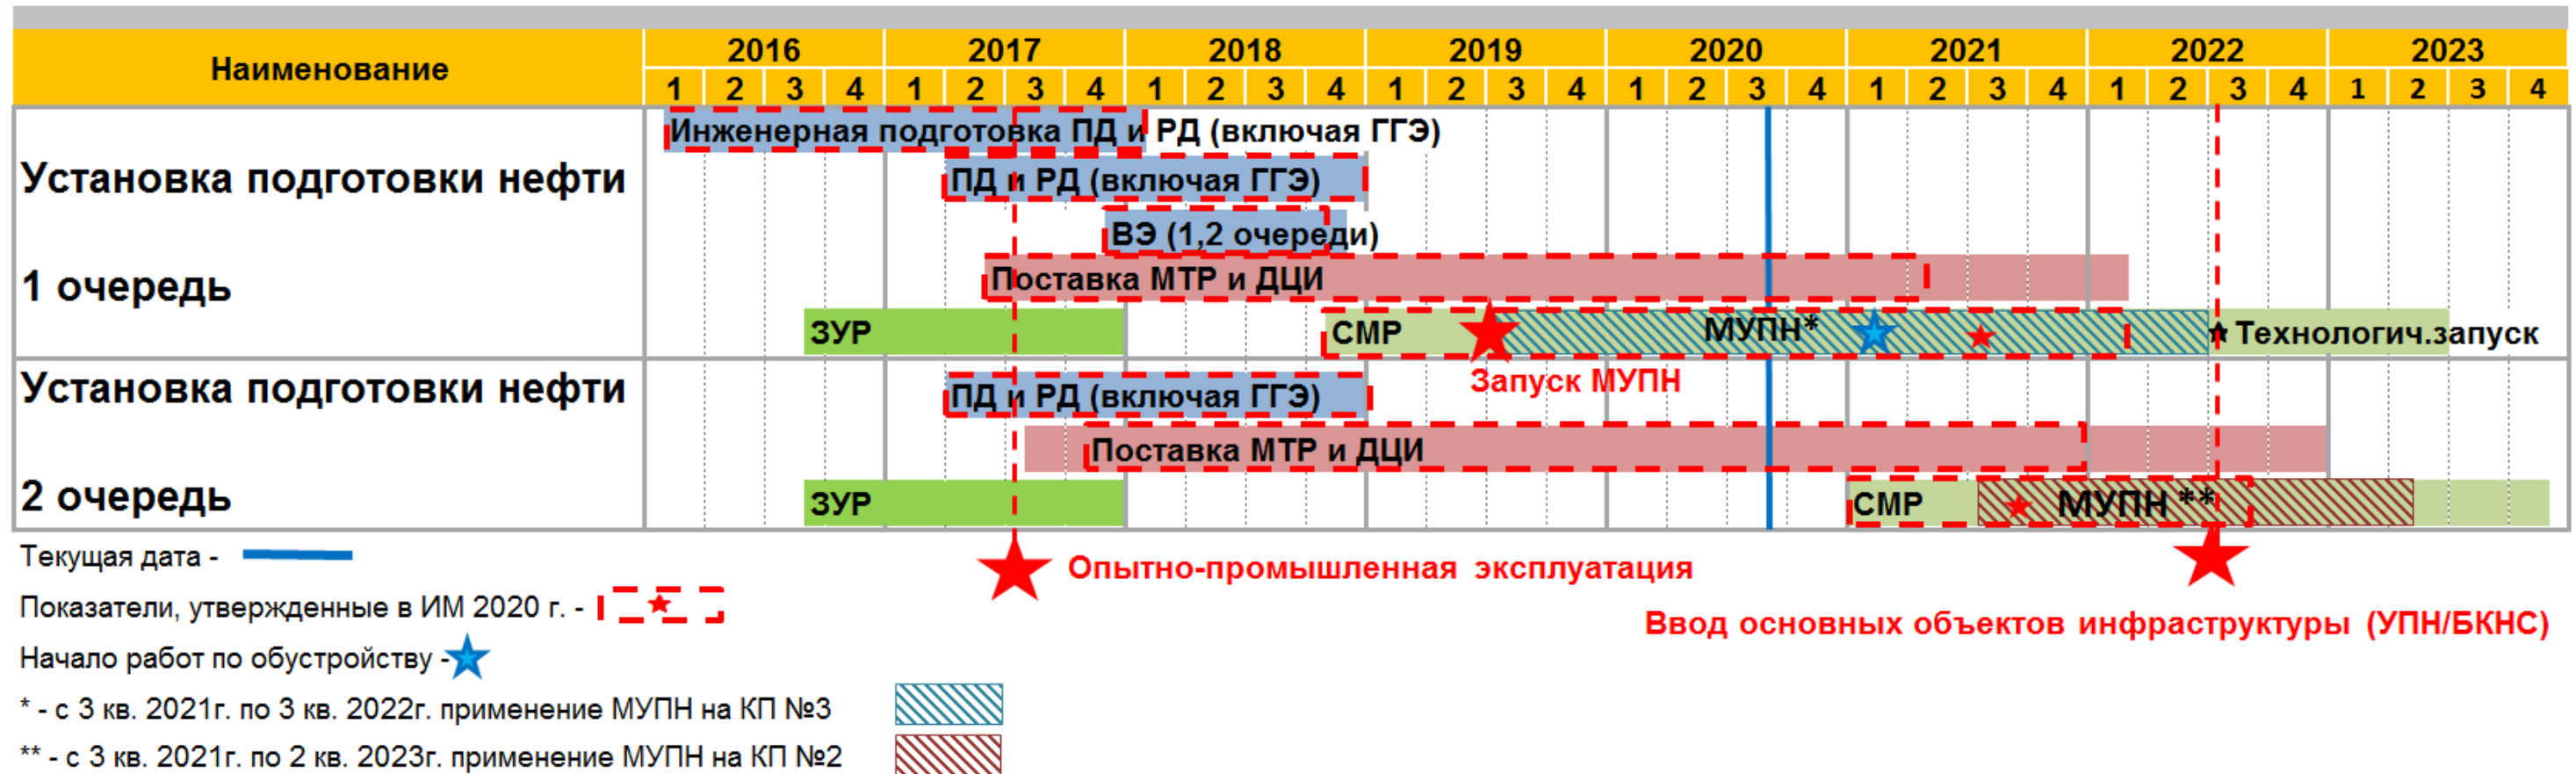 Наименование
2016 2017 2018 2019 2020 2021 2022 2023
1 2 3 4 1 2 3 4 1 2 3 4 1 2 3 4 1 2 3 4 1 2 3 4 1 2 3 4 1 2 3 4
Инженерная подготовка ПД и РД (включая ГГЭ)
Установка подготовки нефти
ПД и РД (включая ГГЭ)
ВЭ (1,2 очереди)
1 очередь
Поставка МТР и ДЦИ
ЗУР СМР МУПН* Технологич.запуск
Запуск МУПН
Установка подготовки нефти
ПД и РД (включая ГГЭ)
Поставка МТР и ДЦИ
2 очередь
ЗУР СМР МУПН **
Текущая дата -
Опытно-промышленная эксплуатация
Показатели, утвержденные в ИМ 2020 г. -
Ввод основных объектов инфраструктуры (УПН/БКНС)
Начало работ по обустройству -
* - с 3 кв. 2021г. по 3 кв. 2022г. применение МУПН на КП №3
** - с 3 кв. 2021г. по 2 кв. 2023г. применение МУПН на КП №2